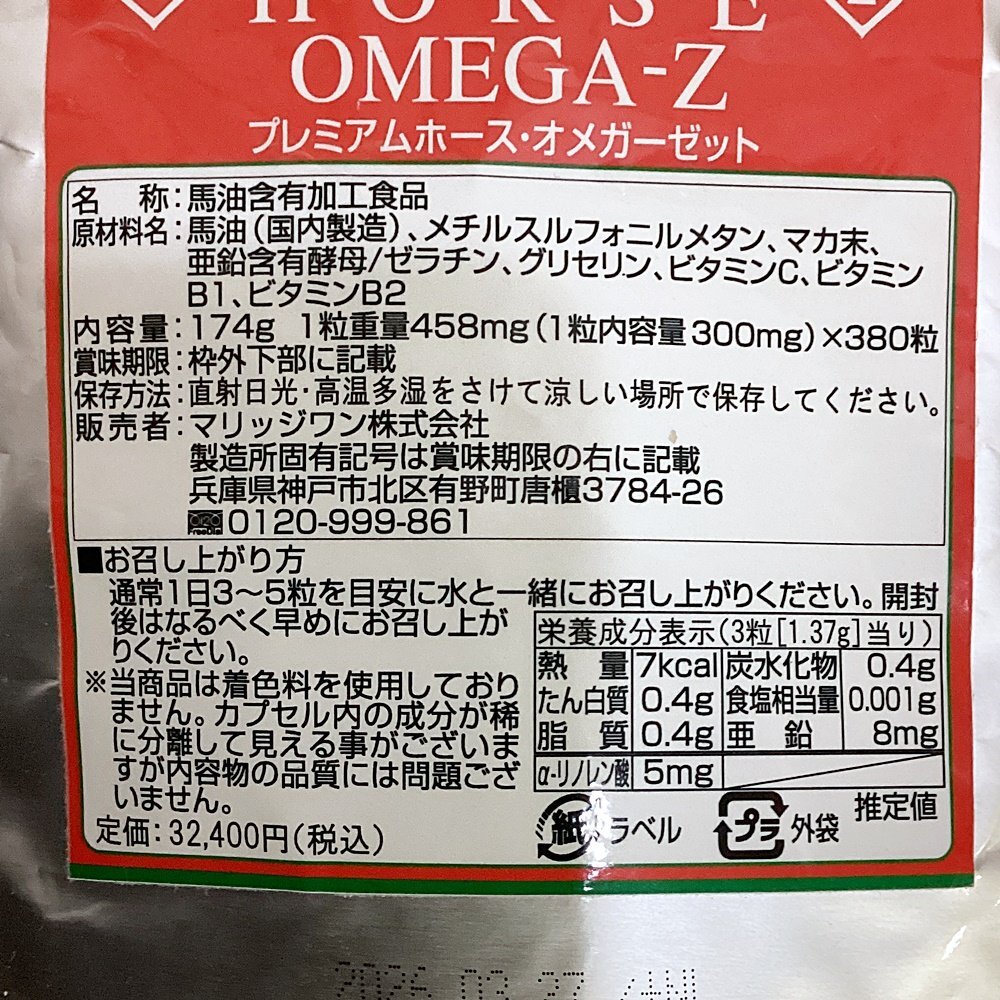 HORSE
OMEGA-Z
プレミアムホース・オメガーゼット
名 称：馬油含有加工食品
原材料名：馬油（国内製造）、メチルスルフォニルメタン、マカ末、
亜鉛含有酵母/ゼラチン、グリセリン、ビタミンC、ビタミン
B1、ビタミンB2
内容量：174g 1粒重量458mg（1粒内容量300mg）×380粒
賞味期限：枠外下部に記載
保存方法：直射日光・高温多湿をさけて涼しい場所で保存してください。
販売者：マリッジワン株式会社
製造所固有記号は賞味期限の右に記載
兵庫県神戸市北区有野町唐櫃3784-26
FreeDial 0120-999-861
■お召し上がり方
通常1日3～5粒を目安に水と一緒にお召し上がりください。開封
後はなるべく早めにお召し上が
りください。
※当商品は着色料を使用しており
ません。カプセル内の成分が稀
に分離して見える事がございま
すが内容物の品質には問題ござ
いません。
定価：32,400円（税込）
栄養成分表示（3粒[1.37g]当り）
熱 量 7kcal 炭水化物 0.4g
たん白質 0.4g 食塩相当量 0.001g
脂 質 0.4g 亜 鉛 8mg
α-リノレン酸 5mg
推定値
紙 ラベル プラ 外袋
2026.03.27